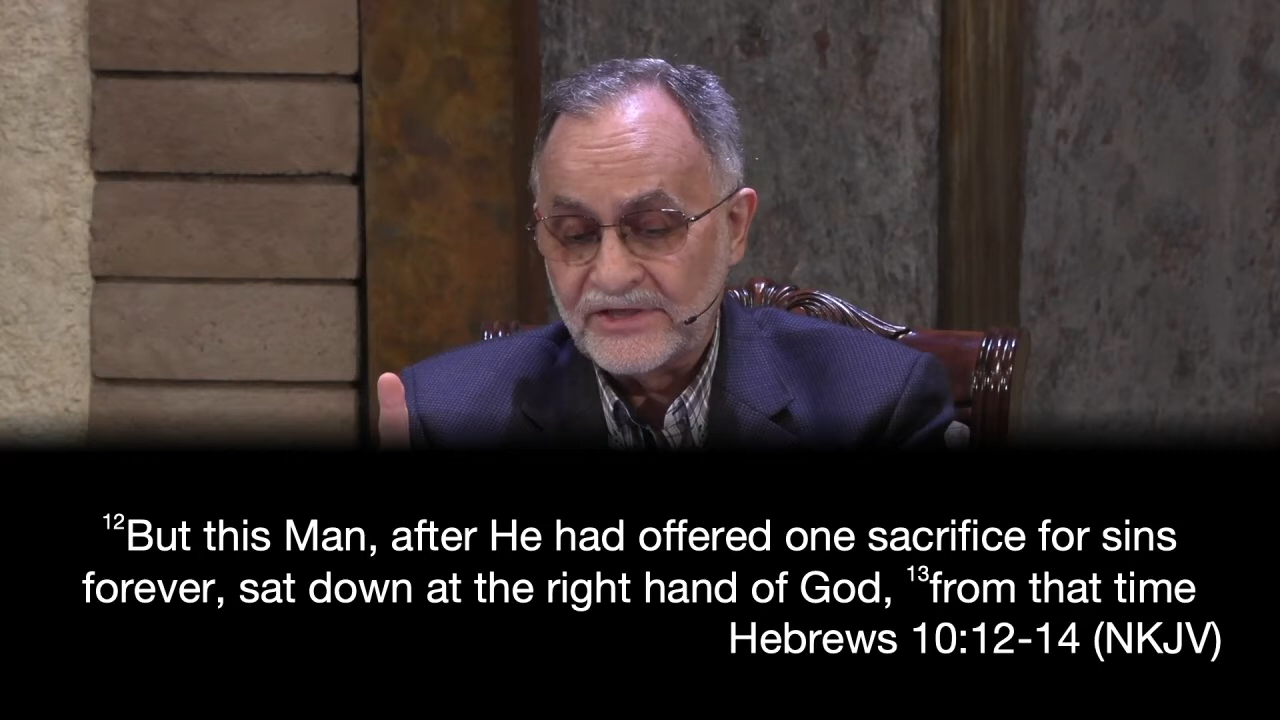 ¹²But this Man, after He had offered one sacrifice for sins
forever, sat down at the right hand of God, ¹³from that time
Hebrews 10:12-14 (NKJV)